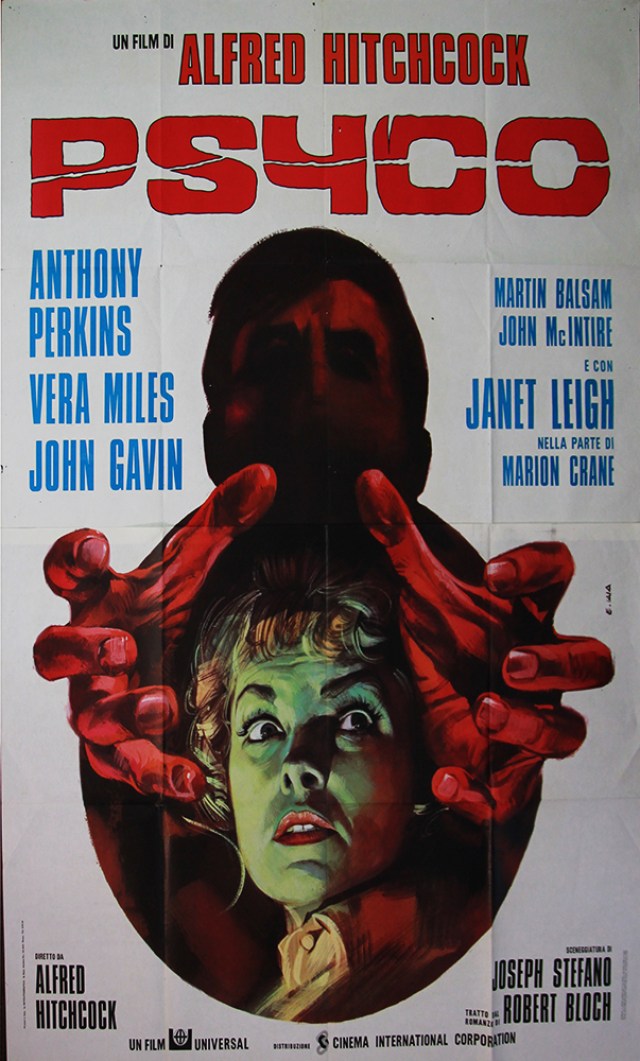 UN FILM DI ALFRED HITCHCOCK
PSYCO
ANTHONY
PERKINS
VERA MILES
JOHN GAVIN
MARTIN BALSAM
JOHN McINTIRE
E CON
JANET LEIGH
NELLA PARTE DI
MARION CRANE
DIRETTO DA
ALFRED
HITCHCOCK
SCENEGGIATURA DI
JOSEPH STEFANO
TRATTO DAL
ROMANZO DI ROBERT BLOCH
UN FILM UNIVERSAL DISTRIBUZIONE CINEMA INTERNATIONAL CORPORATION